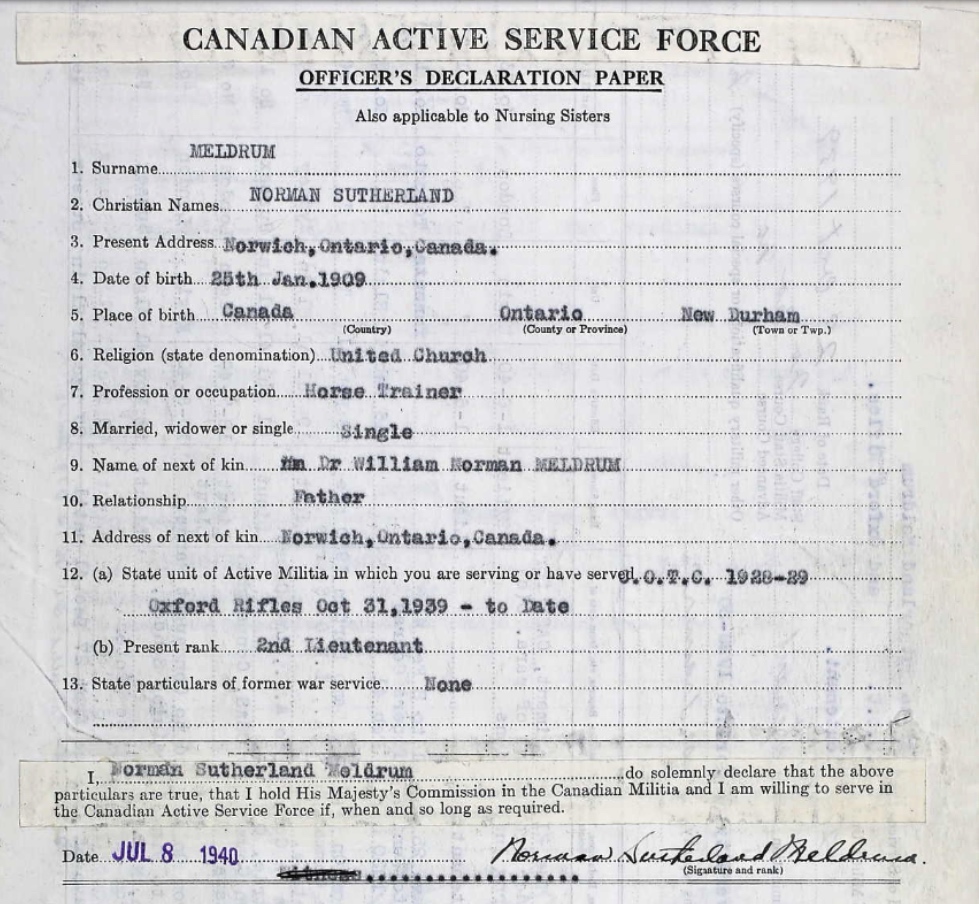 CANADIAN ACTIVE SERVICE FORCE
OFFICER'S DECLARATION PAPER
Also applicable to Nursing Sisters
1. Surname MELDRUM
2. Christian Names NORMAN SUTHERLAND
3. Present Address Norwich,Ontario,Canada.
4. Date of birth 25th Jan.1909
5. Place of birth Canada Ontario New Durham
(Country) (County or Province) (Town or Twp.)
6. Religion (state denomination) United Church
7. Profession or occupation Horse Trainer
8. Married, widower or single Single
9. Name of next of kin Dr William Norman MELDRUM
10. Relationship Father
11. Address of next of kin Norwich,Ontario,Canada.
12. (a) State unit of Active Militia in which you are serving or have served .O.T.C. 1928-29
Oxford Rifles Oct 31,1939 - to Date
(b) Present rank 2nd Lieutenant
13. State particulars of former war service None
I, Norman Sutherland Meldrum do solemnly declare that the above
particulars are true, that I hold His Majesty's Commission in the Canadian Militia and I am willing to serve in
the Canadian Active Service Force if, when and so long as required.
Date JUL 8 1940 Norman Sutherland Meldrum.
(Signature and rank)